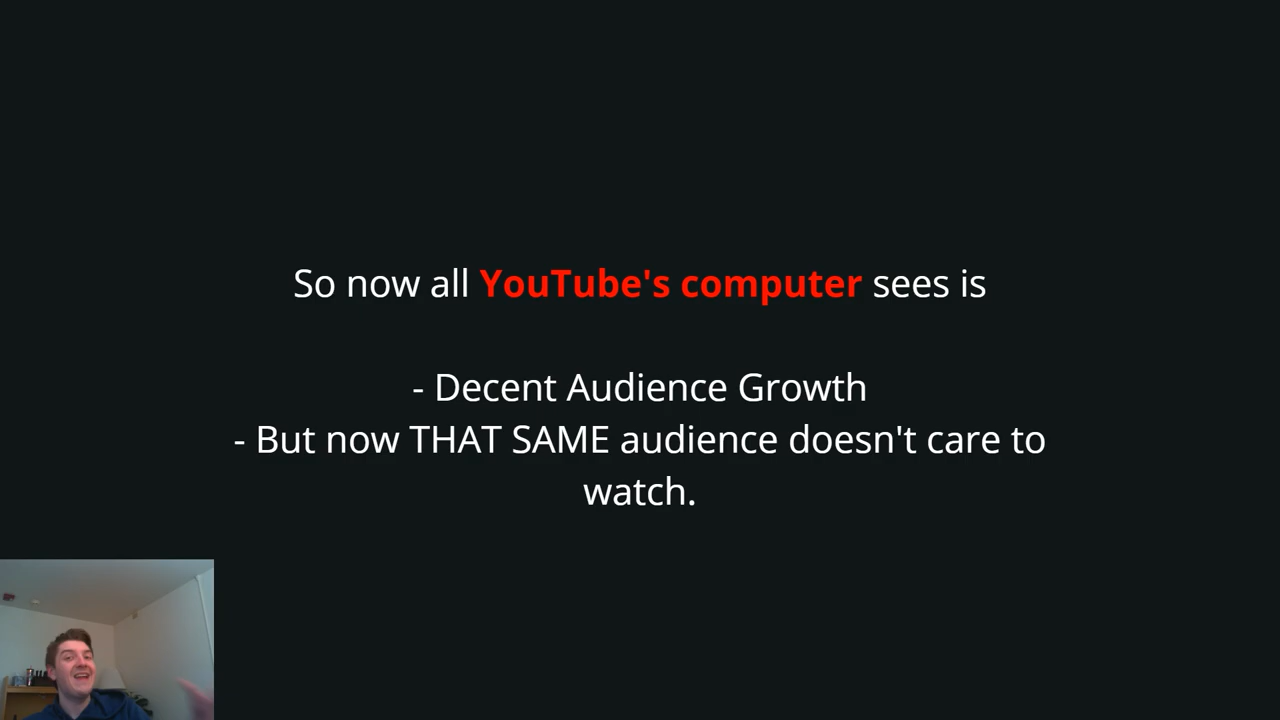 So now all YouTube's computer sees is
- Decent Audience Growth
- But now THAT SAME audience doesn't care to
watch.